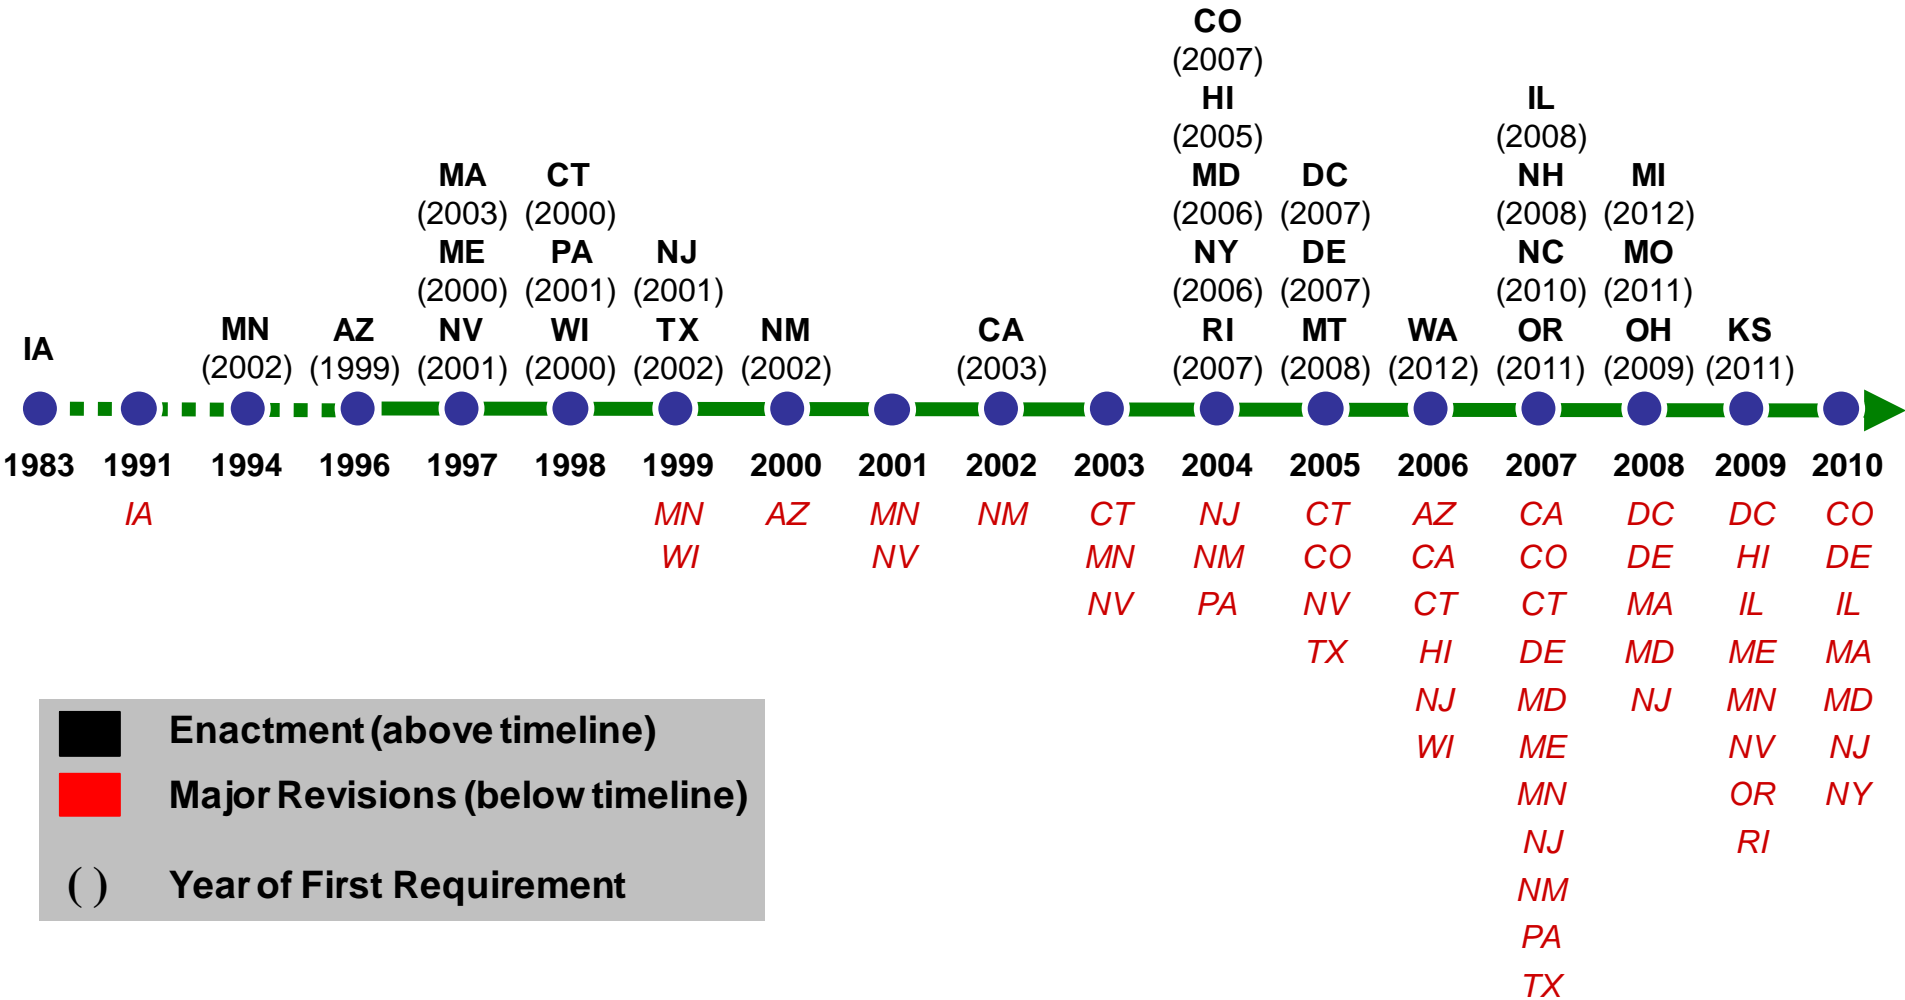 CO
(2007)
HI IL
(2005) (2008)
MA CT MD DC NH MI
(2003) (2000) (2006) (2007) (2008) (2012)
ME PA NJ NY DE NC MO
(2000) (2001) (2001) (2006) (2007) (2010) (2011)
IA MN AZ NV WI TX NM CA RI MT WA OR OH KS
(2002) (1999) (2001) (2000) (2002) (2002) (2003) (2007) (2008) (2012) (2011) (2009) (2011)
1983 1991 1994 1996 1997 1998 1999 2000 2001 2002 2003 2004 2005 2006 2007 2008 2009 2010
IA MN AZ MN NM CT NJ CT AZ CA DC DC CO
WI NV MN NM CO CA CO DE HI DE
NV PA NV CT CT MA IL IL
TX HI DE MD ME MA
NJ MD NJ MN MD
WI ME NV NJ
MN OR NY
NJ RI
NM
PA
TX
Enactment (above timeline)
Major Revisions (below timeline)
( ) Year of First Requirement